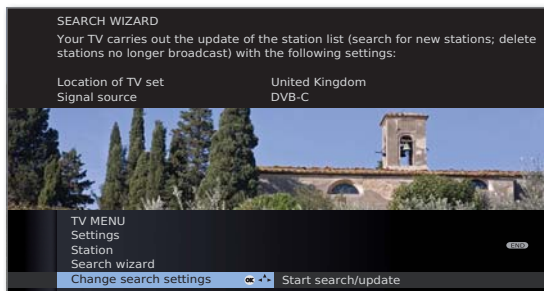 SEARCH WIZARD
Your TV carries out the update of the station list (search for new stations; delete
stations no longer broadcast) with the following settings:
Location of TV set United Kingdom
Signal source DVB-C
TV MENU
Settings
Station
END
Search wizard
Change search settings OK Start search/update